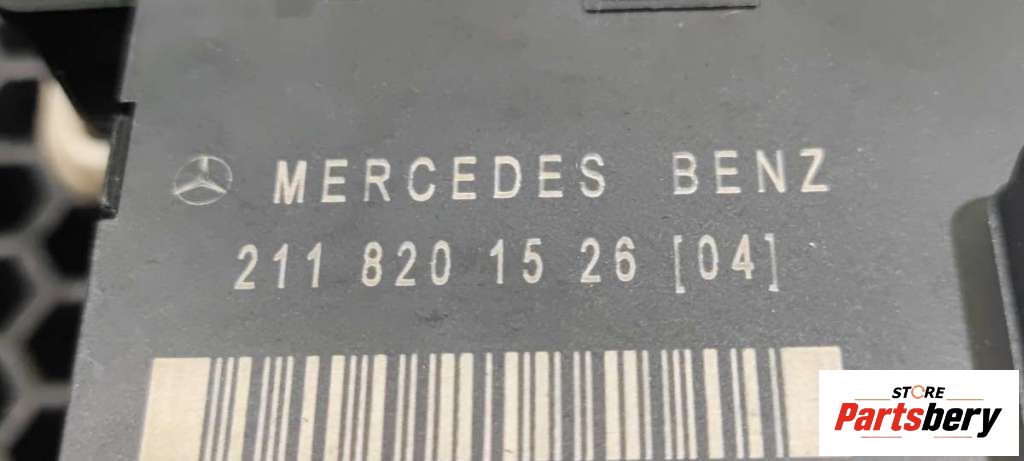 MERCEDES BENZ
211 820 15 26 [04]
STORE
Partsbery